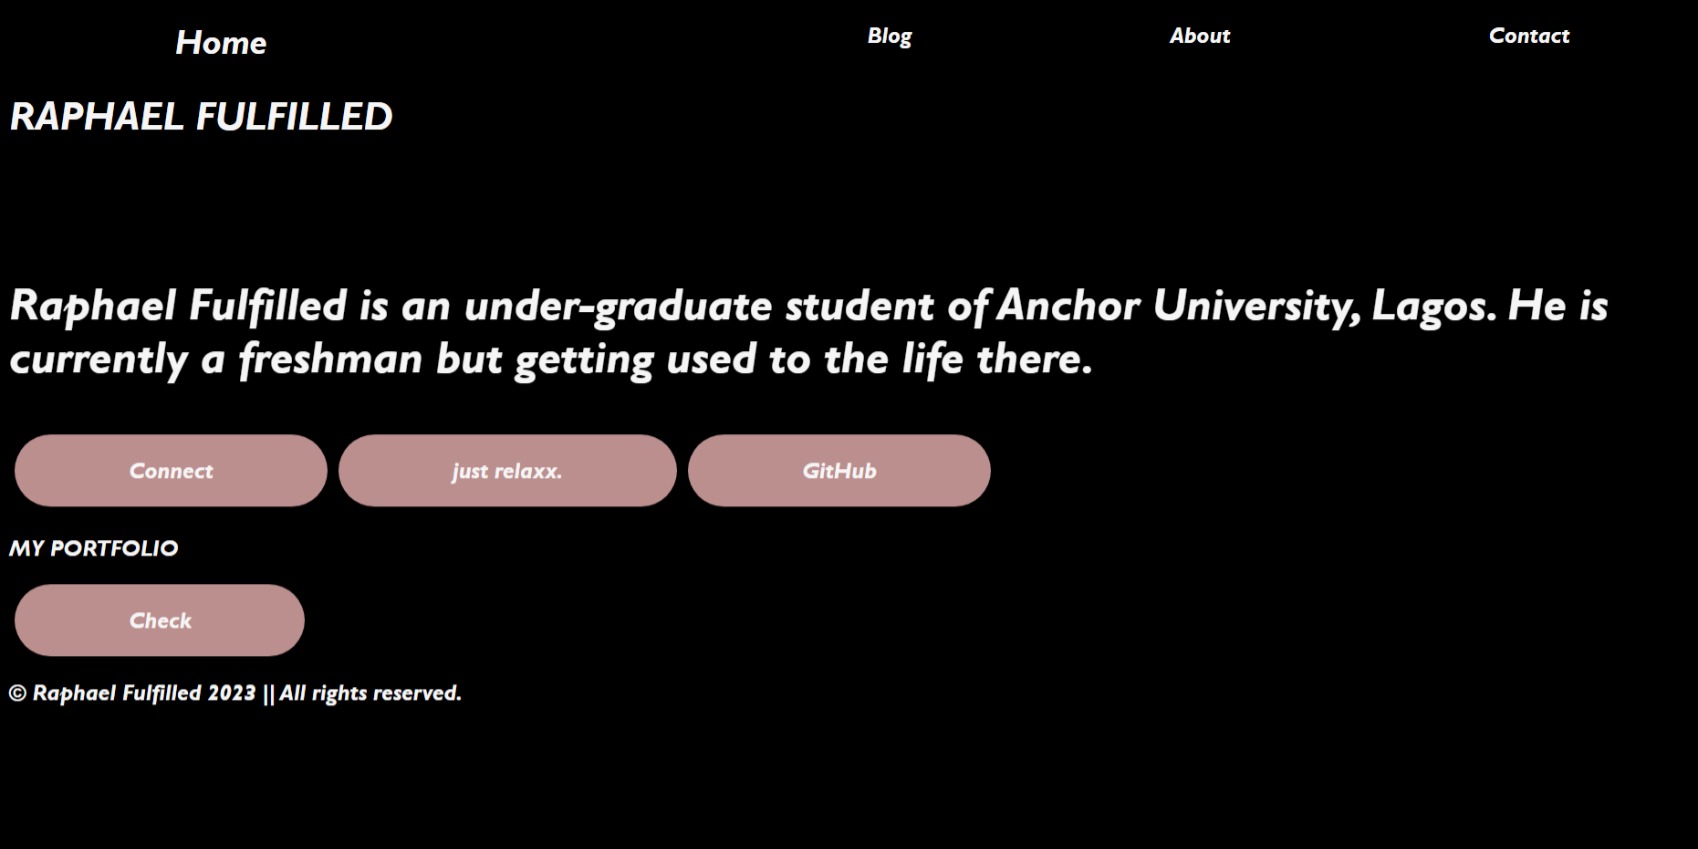 Home Blog About Contact
RAPHAEL FULFILLED
Raphael Fulfilled is an under-graduate student of Anchor University, Lagos. He is
currently a freshman but getting used to the life there.
Connect just relaxx. GitHub
MY PORTFOLIO
Check
© Raphael Fulfilled 2023 || All rights reserved.